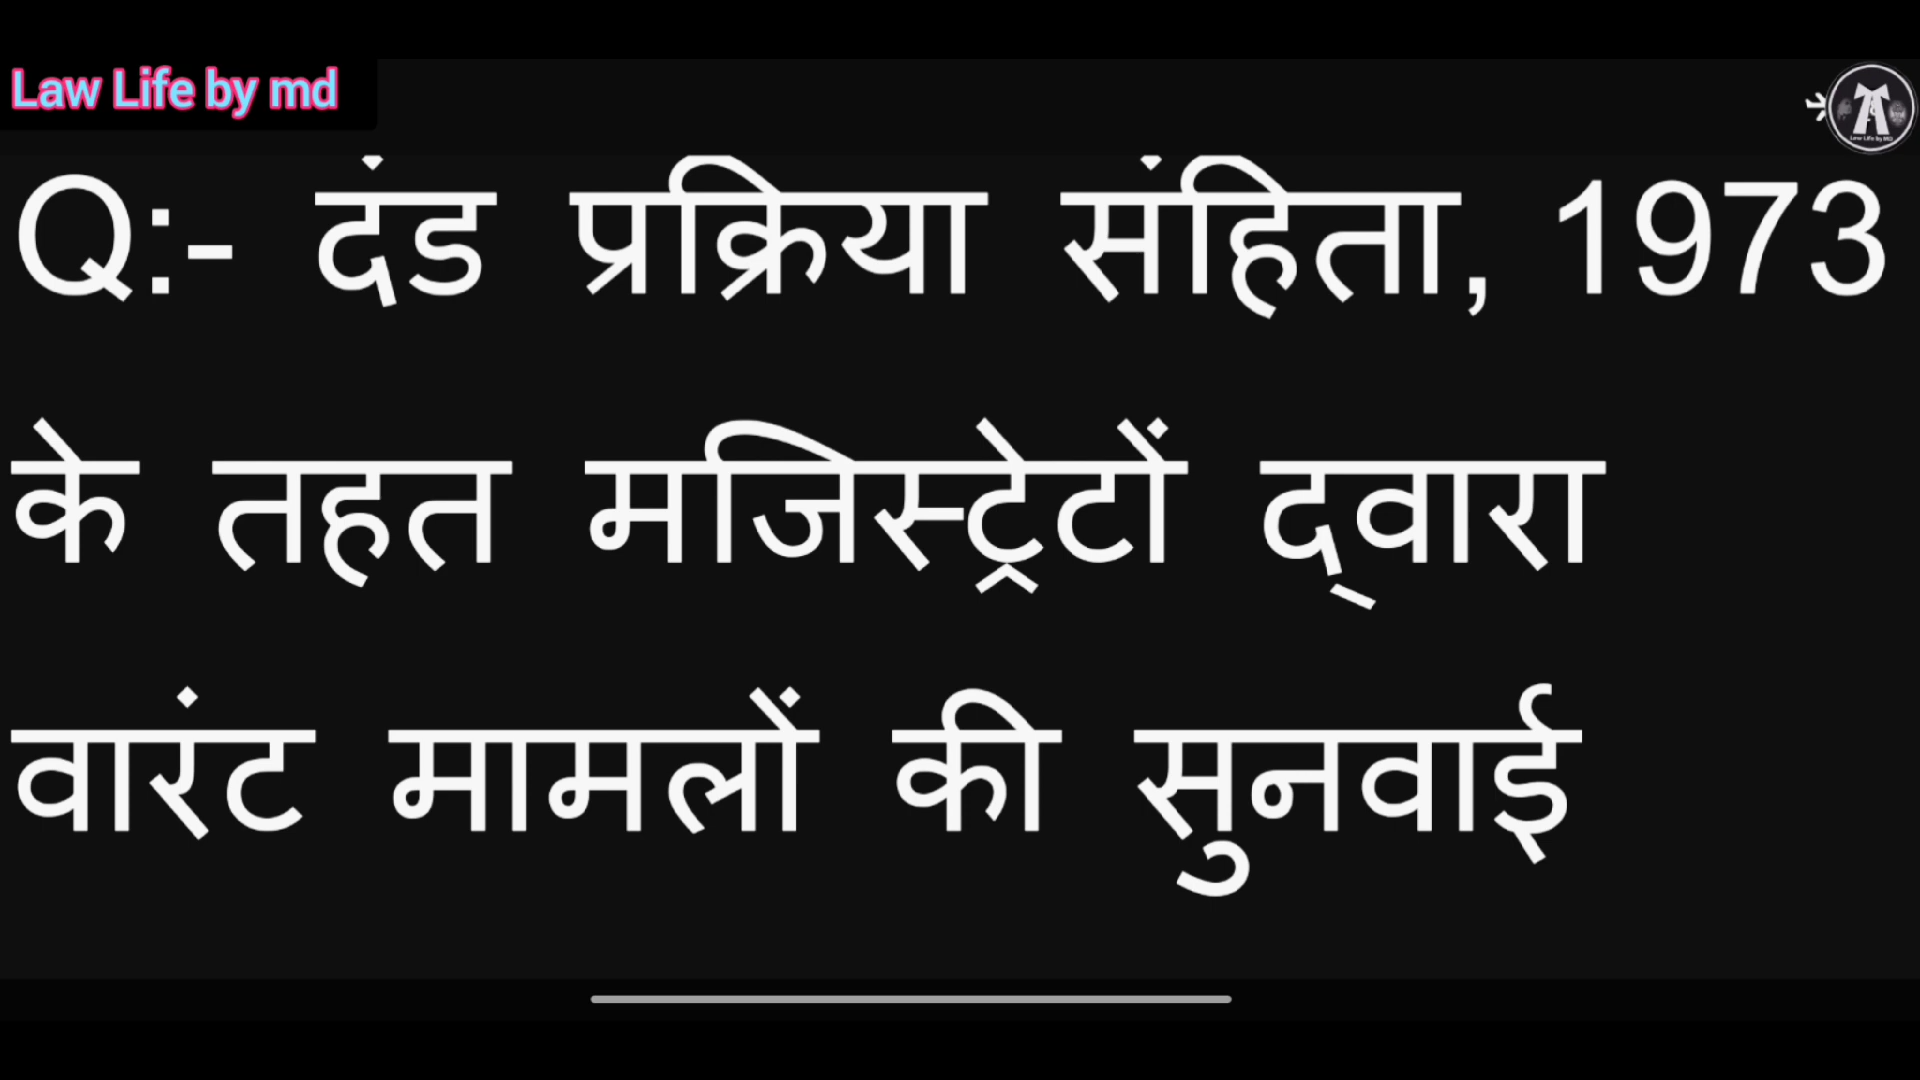 Law Life by md
Q:- दंड प्रक्रिया संहिता, 1973
के तहत मजिस्ट्रेटों द्वारा
वारंट मामलों की सुनवाई